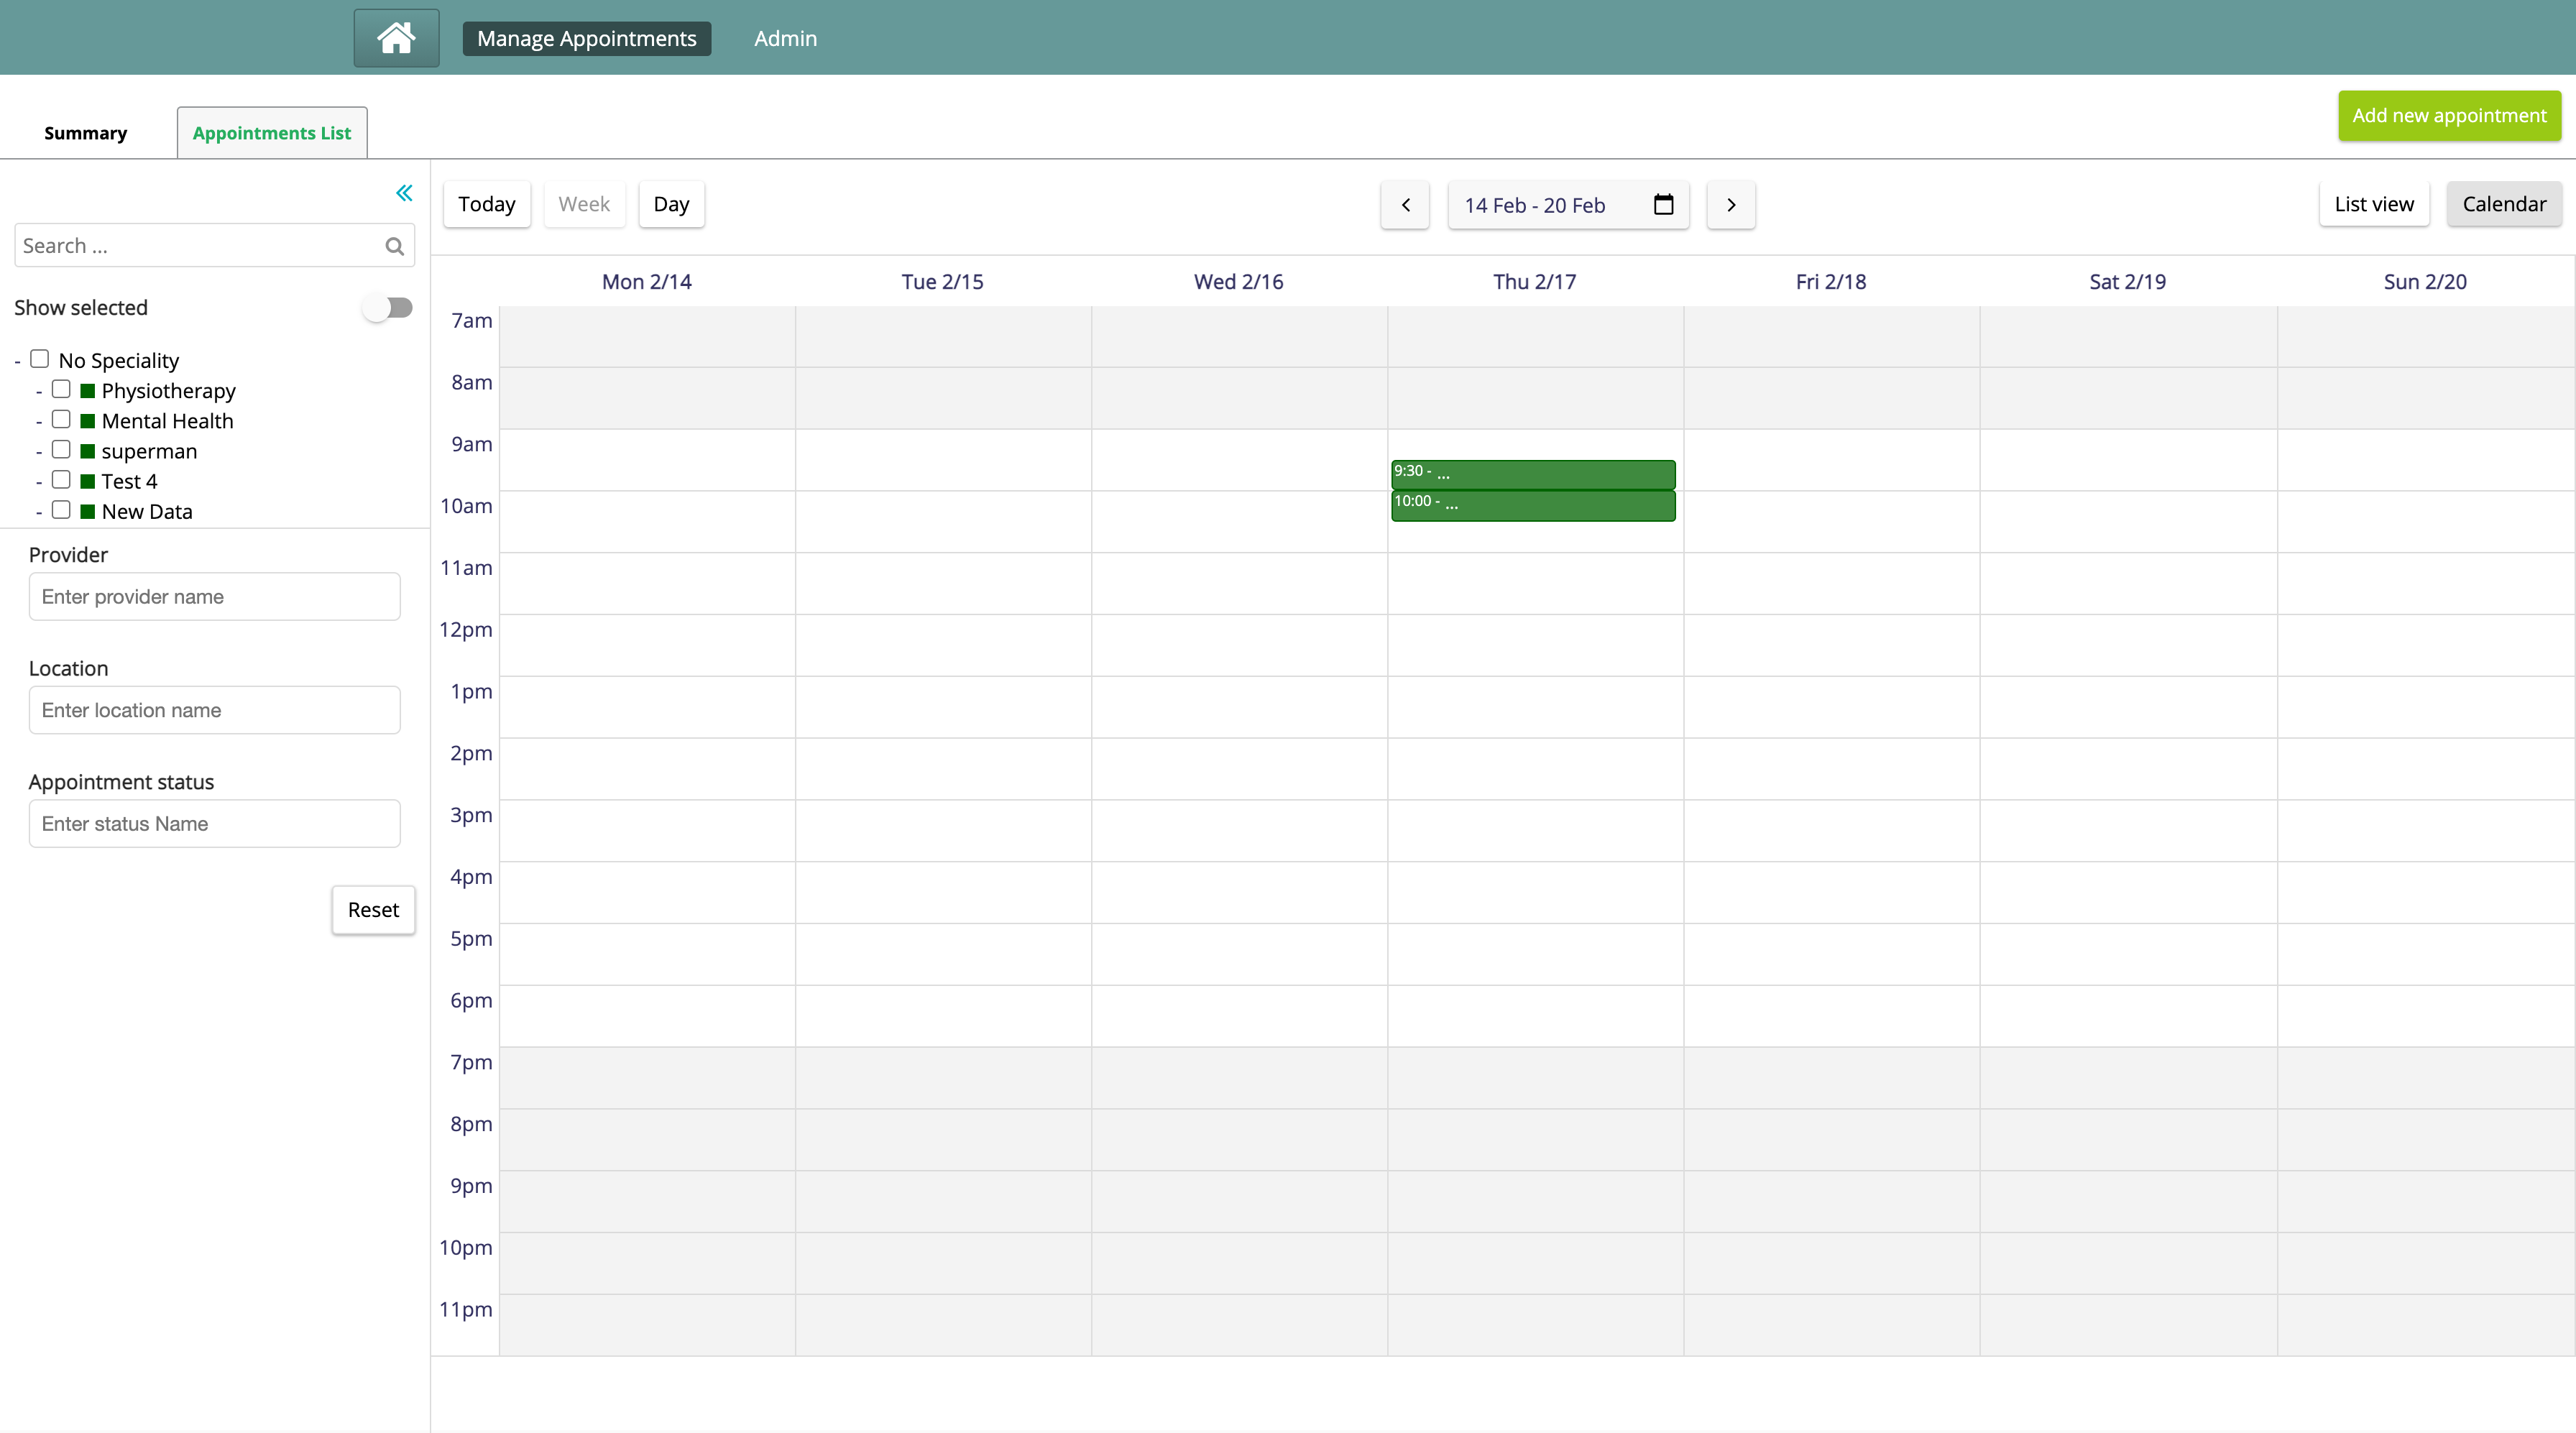 Manage Appointments Admin
Summary Appointments List Add new appointment
Today Week Day 14 Feb - 20 Feb List view Calendar
Search ...
Show selected
- No Speciality
- Physiotherapy
- Mental Health
- superman
- Test 4
- New Data
Provider
Enter provider name
Location
Enter location name
Appointment status
Enter status Name
Reset
Mon 2/14 Tue 2/15 Wed 2/16 Thu 2/17 Fri 2/18 Sat 2/19 Sun 2/20
7am
8am
9am
9:30 - ...
10am
10:00 - ...
11am
12pm
1pm
2pm
3pm
4pm
5pm
6pm
7pm
8pm
9pm
10pm
11pm